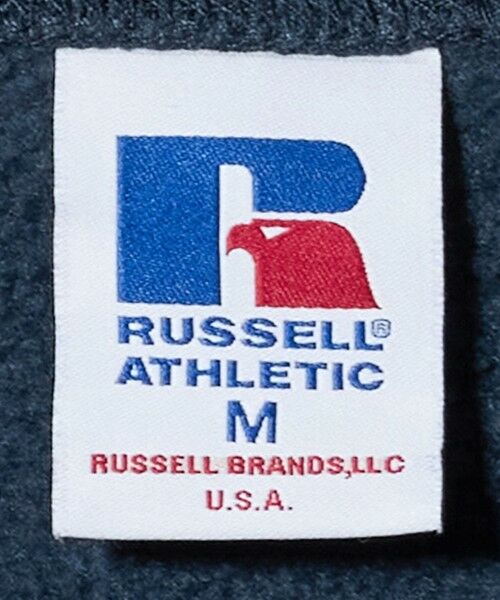 RUSSELL®
ATHLETIC
M
RUSSELL BRANDS,LLC
U.S.A.